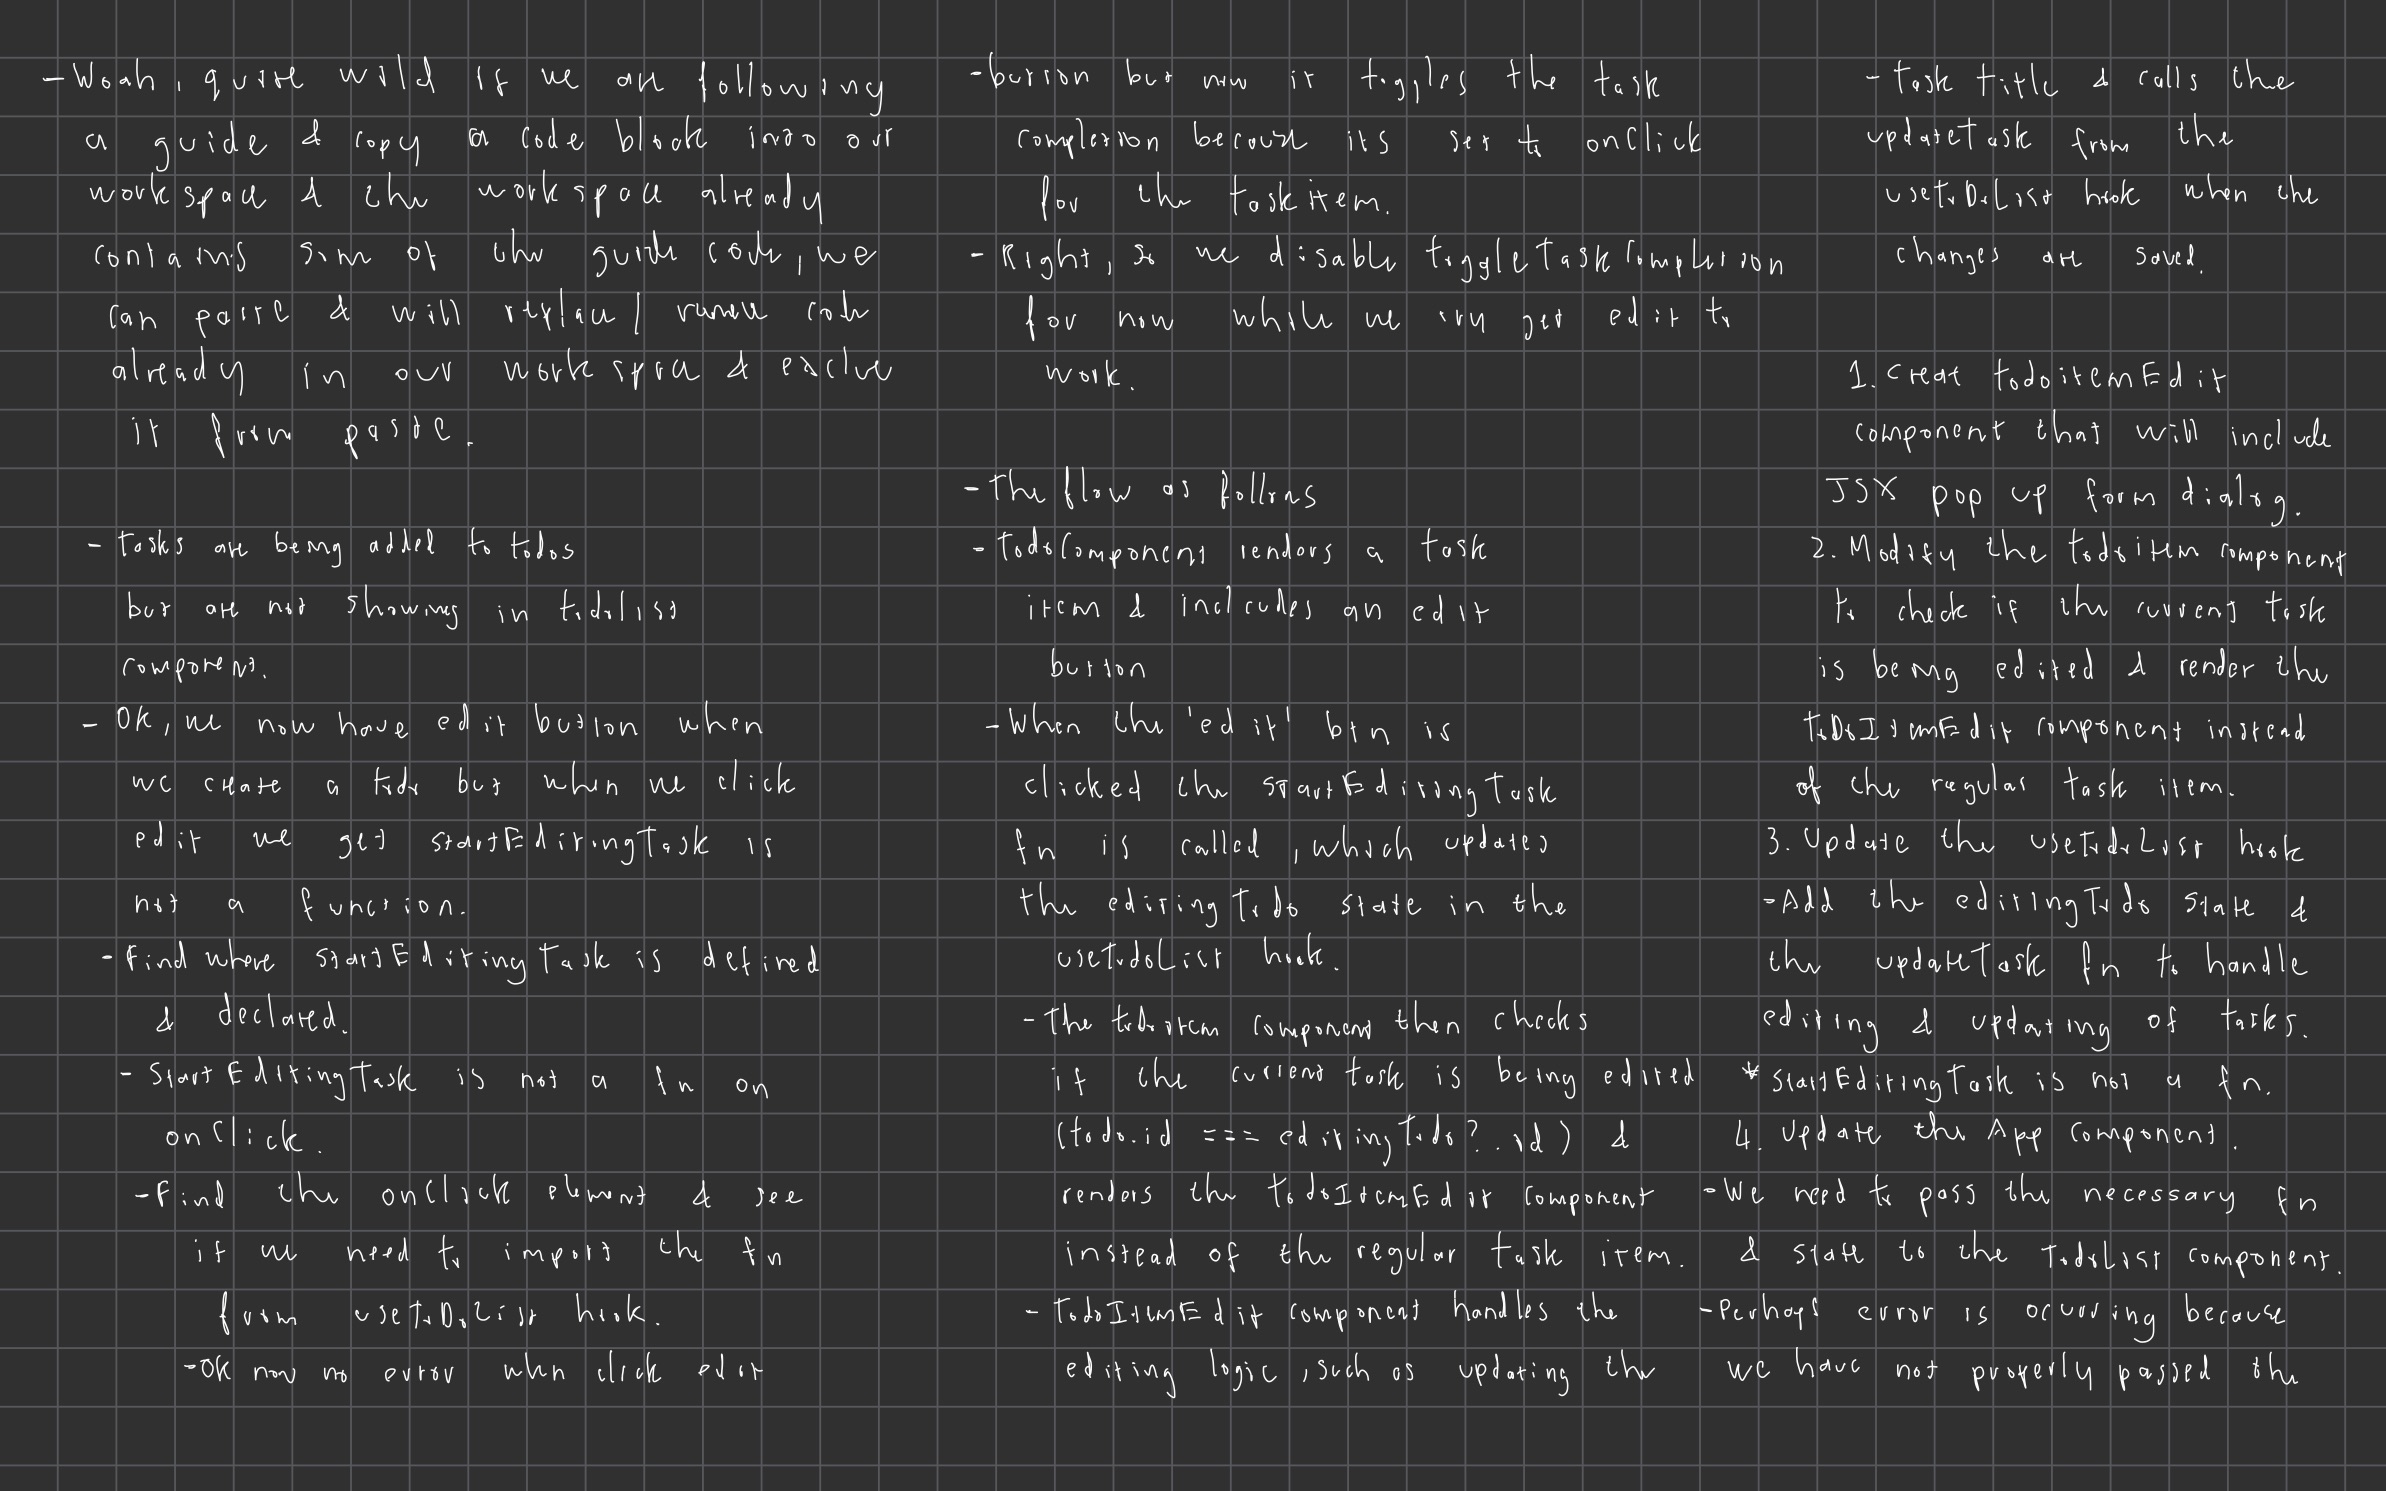 - Woah, quite wild if we are following
a guide & copy a code block into our
workspace & the workspace already
contains some of the guide code, we
can paste & will replace / remove code
already in our workspace & exclue
it from paste.
- Tasks are being added to todos
but are not showing in todolist
component.
- Ok, we now have edit button when
we create a todo but when we click
edit we get startEditingTask is
not a function.
- Find where startEditingTask is defined
& declared.
- StartEditingTask is not a fn on
onClick.
- Find the onClick element & see
if we need to import the fn
from useToDoList hook.
- Ok now no error when click edit
- button but now it toggles the task
completion because its set to onClick
for the taskitem.
- Right, so we disable toggleTaskCompletion
for now while we try get edit to
work.
- The flow as follows
- TodoComponent renders a task
item & includes an edit
button
- When the 'edit' btn is
clicked the startEditingTask
fn is called, which updates
the editingTodo state in the
useTodoList hook.
- The todoitem component then checks
if the current task is being edited
(todo.id === editingTodo?.id) &
renders the todoItemEdit component
instead of the regular task item.
- TodoItemEdit component handles the
editing logic, such as updating the
- Task title & calls the
updateTask from the
useToDoList hook when the
changes are saved.
1. Creat todoitemEdit
component that will include
JSX pop up form dialog.
2. Modify the todoitem component
to check if the current task
is being edited & render the
ToDoItemEdit component instead
of the regular task item.
3. Update the useTodoList hook
- Add the editingTodo state &
the updateTask fn to handle
editing & updating of tasks.
* StartEditingTask is not a fn.
4. Update the App component.
- We need to pass the necessary fn
& state to the TodoList component.
- Perhaps error is ocurring because
we have not properly passed the